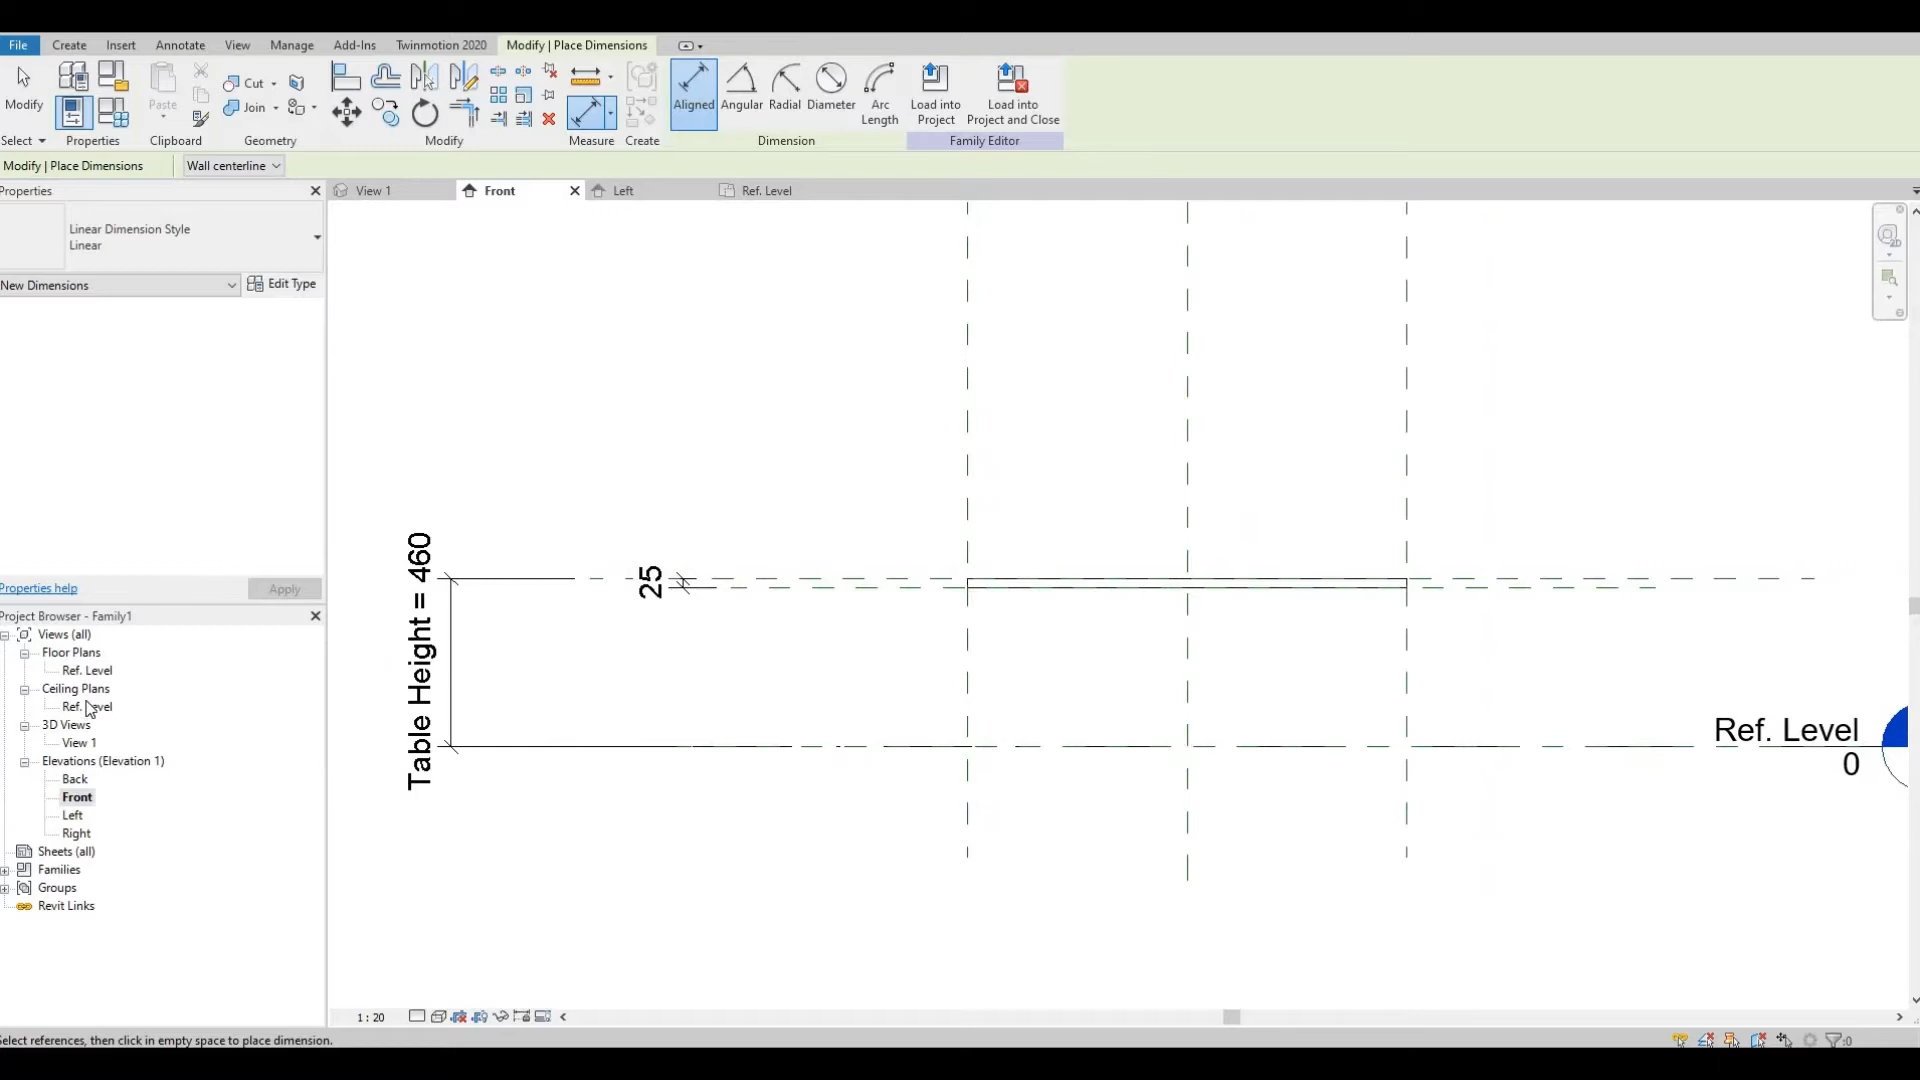 File Create Insert Annotate View Manage Add-Ins Twinmotion 2020 Modify | Place Dimensions
Modify
Paste
Cut
Join
Aligned Angular Radial Diameter Arc Length
Load into Project
Load into Project and Close
Select Properties Clipboard Geometry Modify Measure Create Dimension Family Editor
Modify | Place Dimensions Wall centerline
Properties
View 1 Front Left Ref. Level
Linear Dimension Style
Linear
New Dimensions Edit Type
2D
Table Height = 460
25
Ref. Level
0
Properties help Apply
Project Browser - Family1
Views (all)
Floor Plans
Ref. Level
Ceiling Plans
Ref. Level
3D Views
View 1
Elevations (Elevation 1)
Back
Front
Left
Right
Sheets (all)
Families
Groups
Revit Links
1 : 20
elect references, then click in empty space to place dimension.
:0